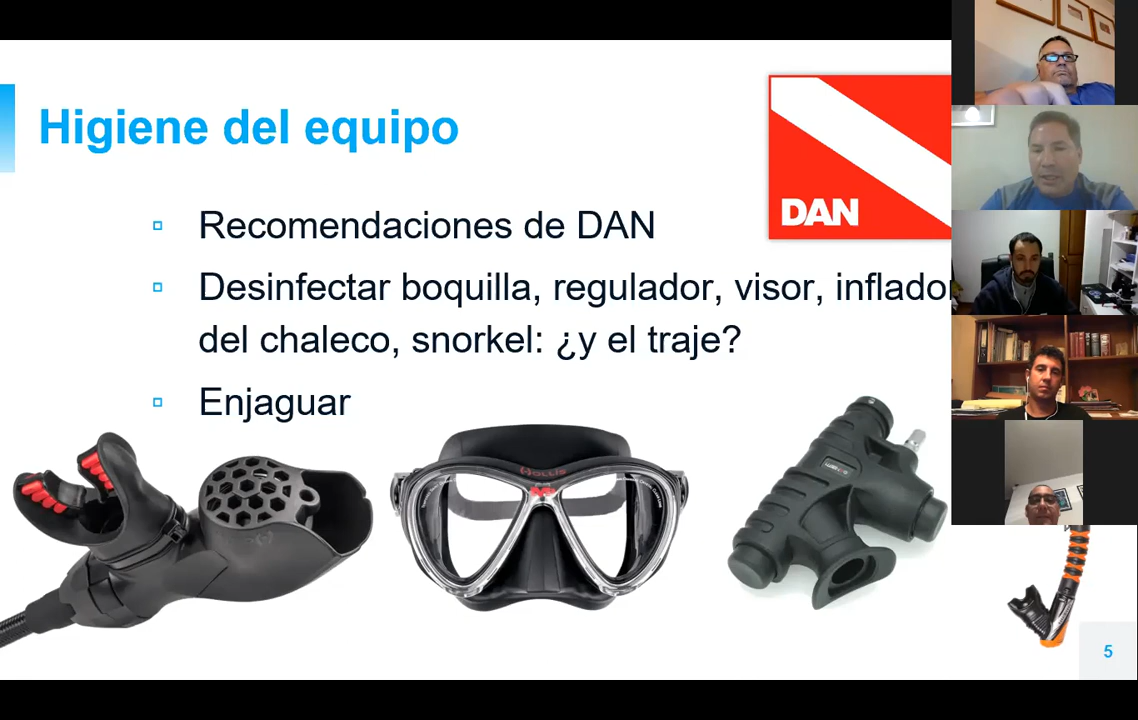 Higiene del equipo
DAN
Recomendaciones de DAN
Desinfectar boquilla, regulador, visor, inflador
del chaleco, snorkel: ¿y el traje?
Enjaguar
HOLLIS
5